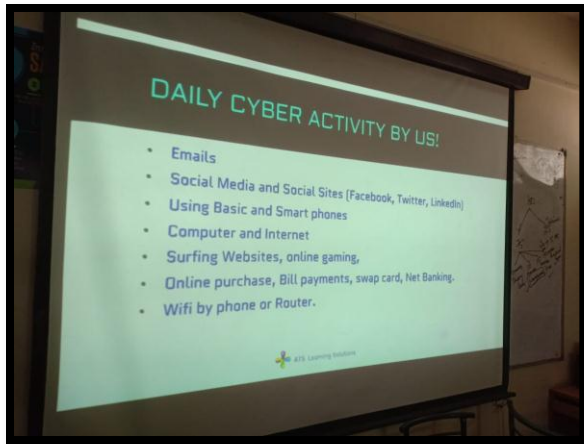 DAILY CYBER ACTIVITY BY US!
• Emails
• Social Media and Social Sites (Facebook, Twitter, LinkedIn)
• Using Basic and Smart phones
• Computer and Internet
• Surfing Websites, online gaming,
• Online purchase, Bill payments, swap card, Net Banking.
• Wifi by phone or Router.
ATS Learning Solutions